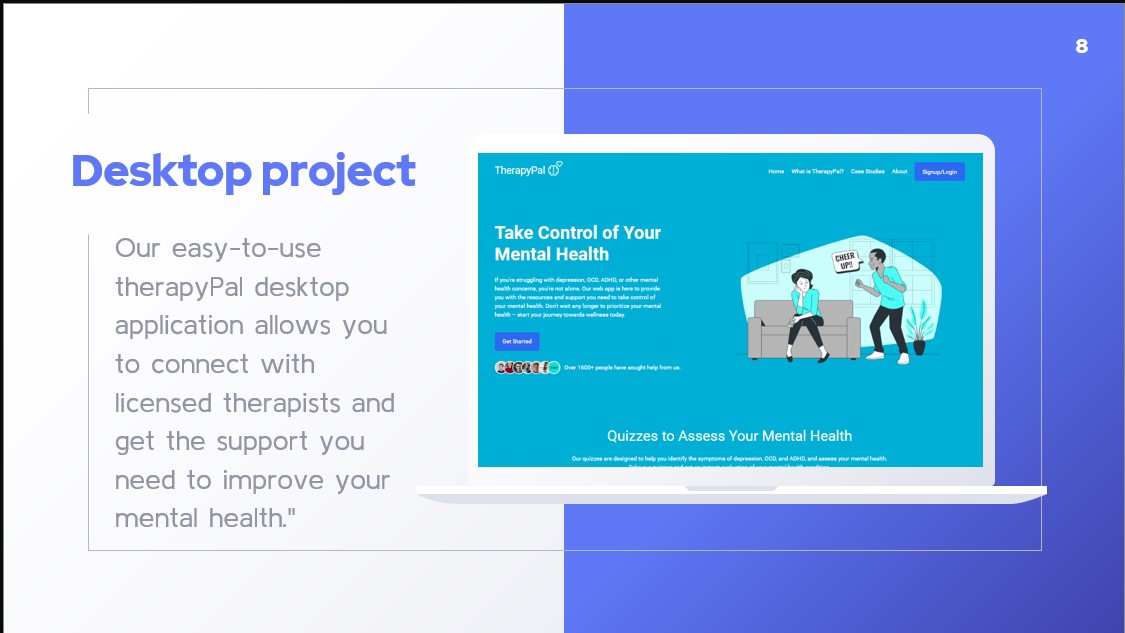 8
Desktop project
Our easy-to-use
therapyPal desktop
application allows you
to connect with
licensed therapists and
get the support you
need to improve your
mental health."
TherapyPal
Home What is TherapyPal? Case Studies About Signup/Login
Take Control of Your
Mental Health
If you're struggling with depression, OCD, ADHD, or other mental
health concerns, you're not alone. Our web app is here to provide
you with the resources and support you need to take control of
your mental health. Don't wait any longer to prioritize your mental
health – start your journey towards wellness today.
CHEER
UP!!
Get Started
Over 1600+ people have sought help from us.
Quizzes to Assess Your Mental Health
Our quizzes are designed to help you identify the symptoms of depression, OCD, and ADHD, and assess your mental health.